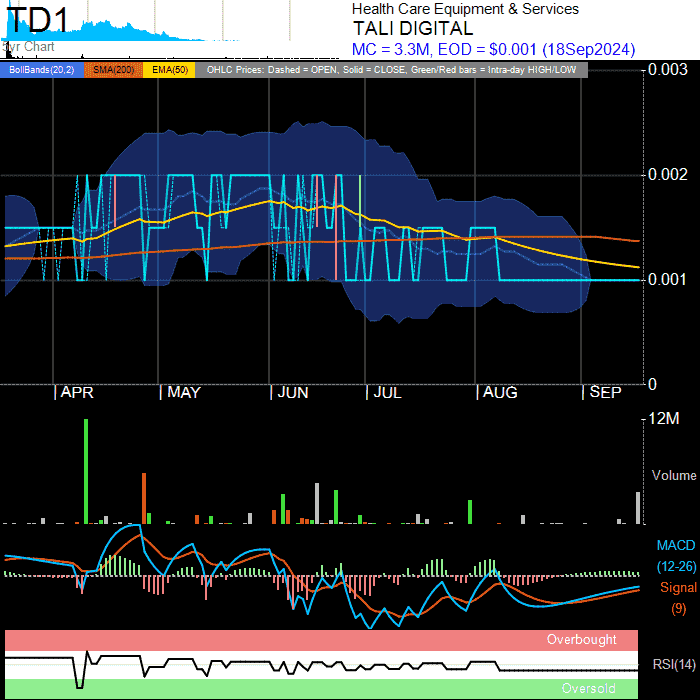 TD1
5yr Chart
Health Care Equipment & Services
TALI DIGITAL
MC = 3.3M, EOD = $0.001 (18Sep2024)
BollBands(20,2) SMA(200) EMA(50) OHLC Prices: Dashed = OPEN, Solid = CLOSE, Green/Red bars = Intra-day HIGH/LOW
0.003
0.002
0.001
0
| APR | MAY | JUN | JUL | AUG | SEP
12M
Volume
MACD
(12-26)
Signal
(9)
Overbought
RSI(14)
Oversold